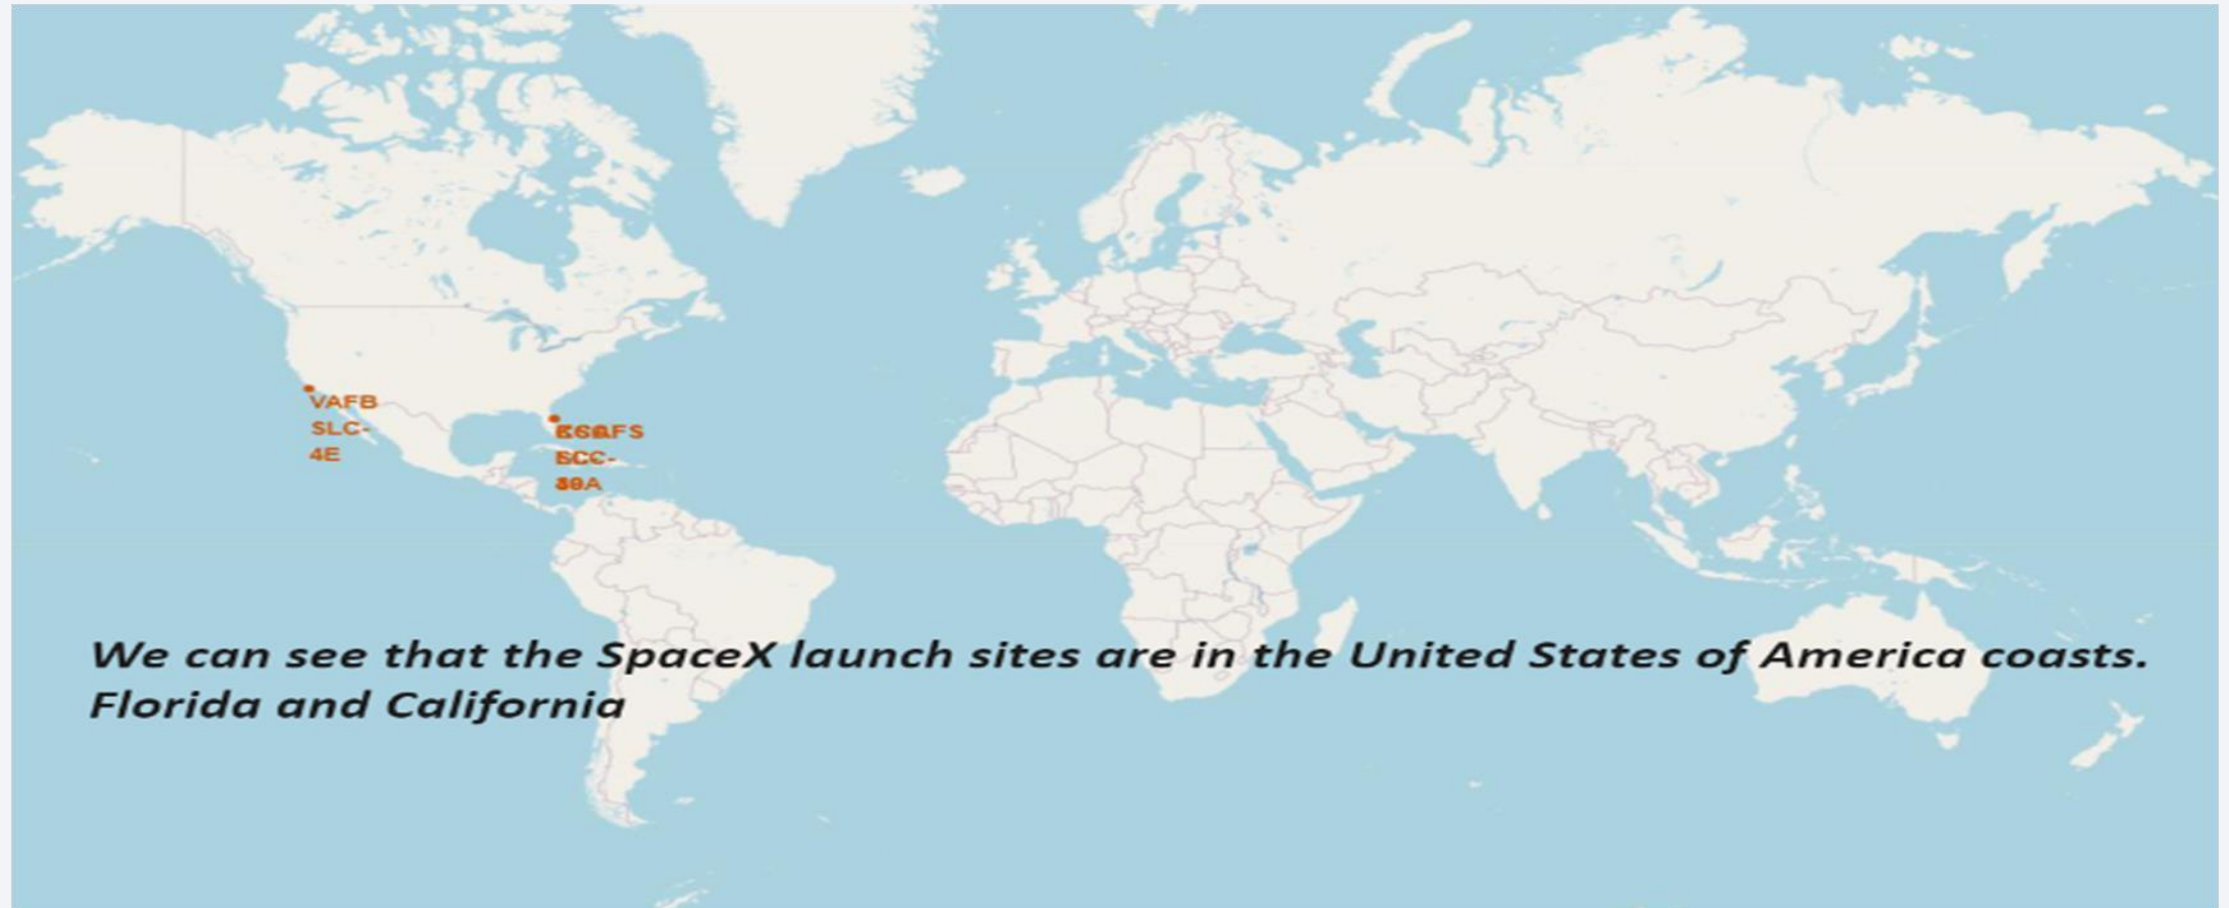 VAFB
SLC-
4E
We can see that the SpaceX launch sites are in the United States of America coasts.
Florida and California